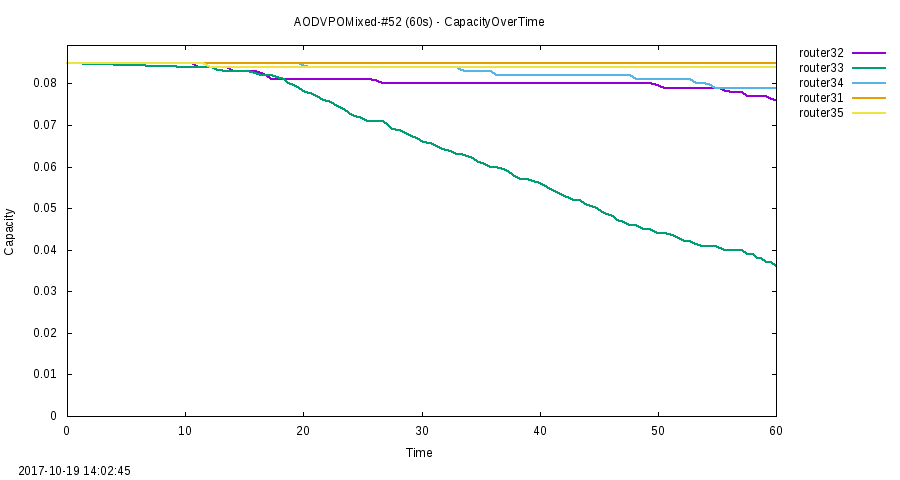 AODVPOMixed-#52 (60s) - CapacityOverTime
router32
router33
router34
router31
router35
0.08
0.07
0.06
0.05
0.04
0.03
0.02
0.01
0
Capacity
0 10 20 30 40 50 60
Time
2017-10-19 14:02:45